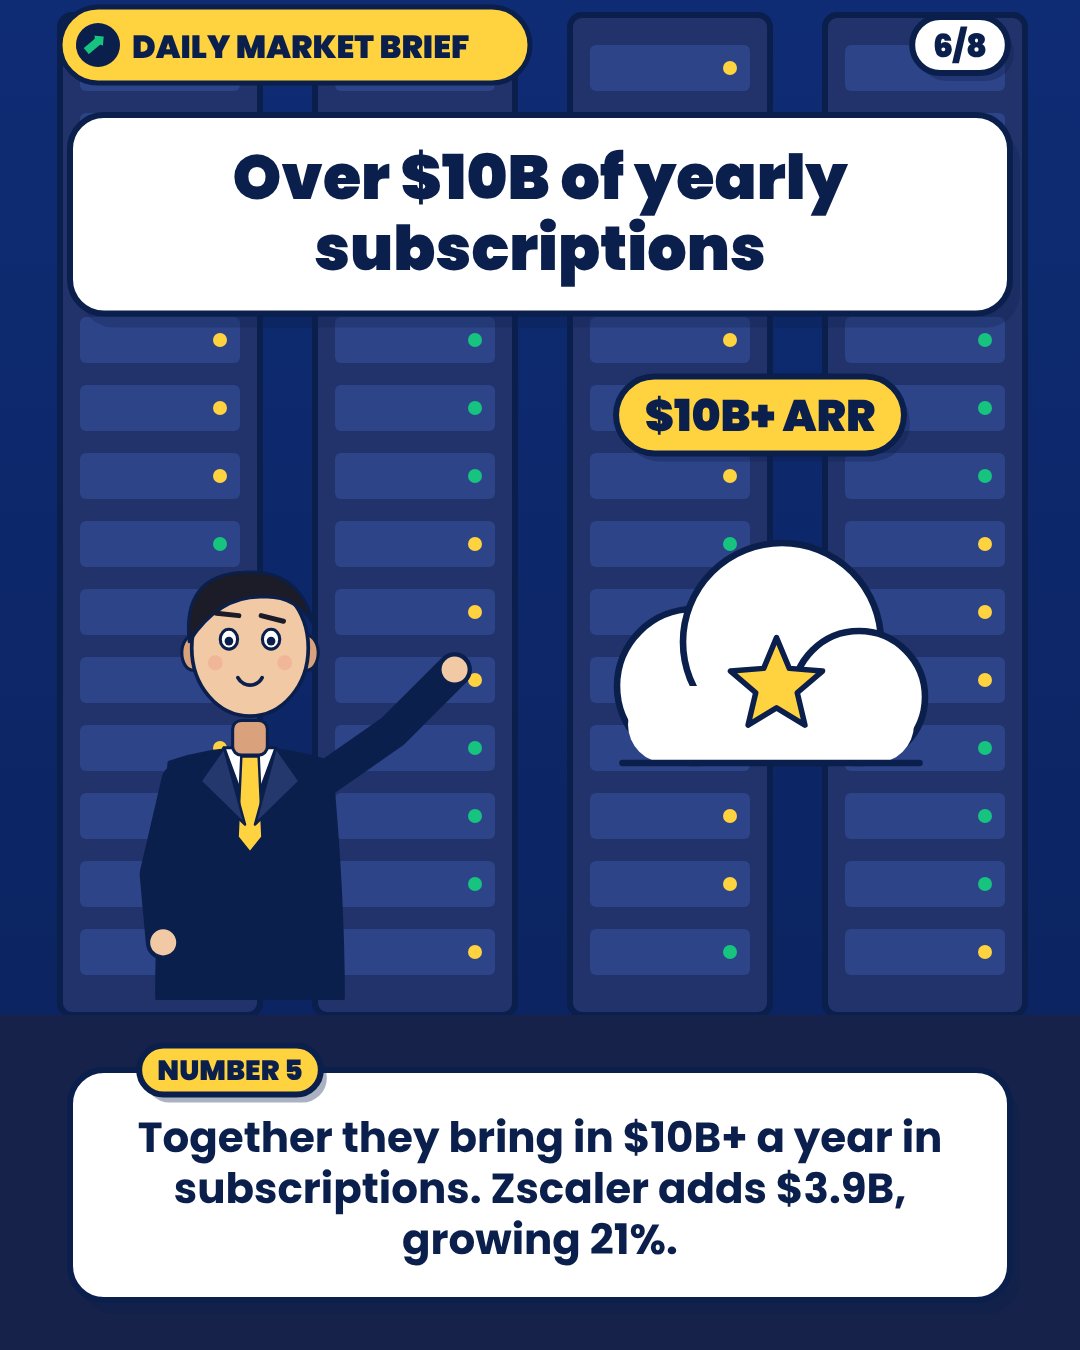 DAILY MARKET BRIEF
6/8
Over $10B of yearly
subscriptions
$10B+ ARR
NUMBER 5
Together they bring in $10B+ a year in
subscriptions. Zscaler adds $3.9B,
growing 21%.